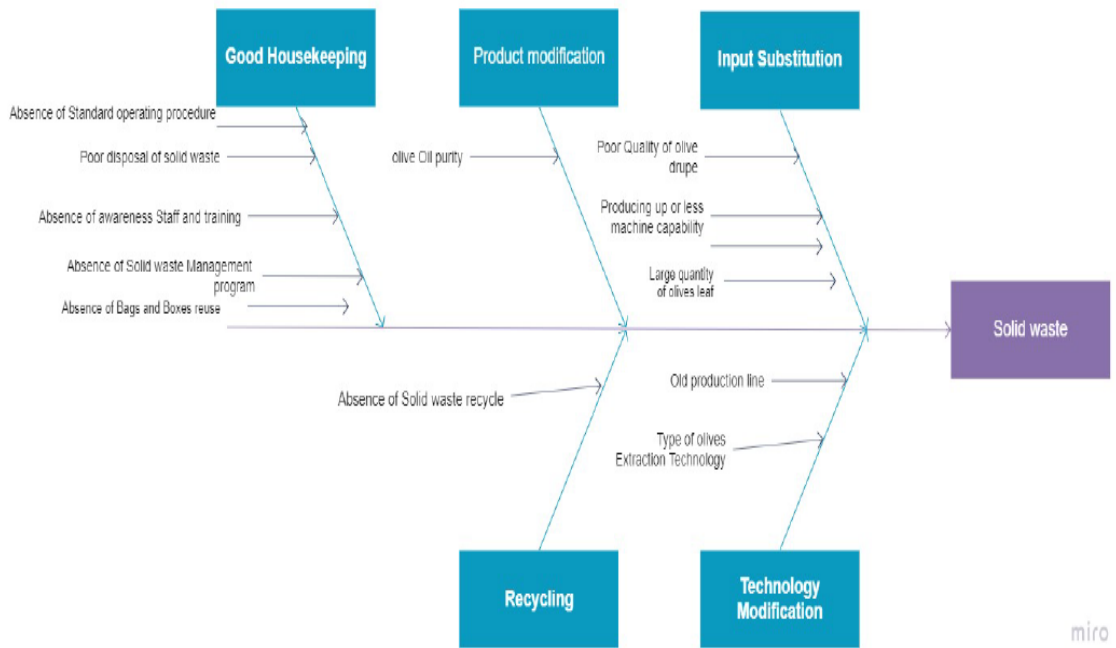 Good Housekeeping
Product modification
Input Substitution
Absence of Standard operating procedure
Poor disposal of solid waste
Absence of awareness Staff and training
Absence of Solid waste Management
program
Absence of Bags and Boxes reuse
olive Oil purity
Poor Quality of olive
drupe
Producing up or less
machine capability
Large quantity
of olives leaf
Solid waste
Absence of Solid waste recycle
Old production line
Type of olives
Extraction Technology
Recycling
Technology
Modification
miro